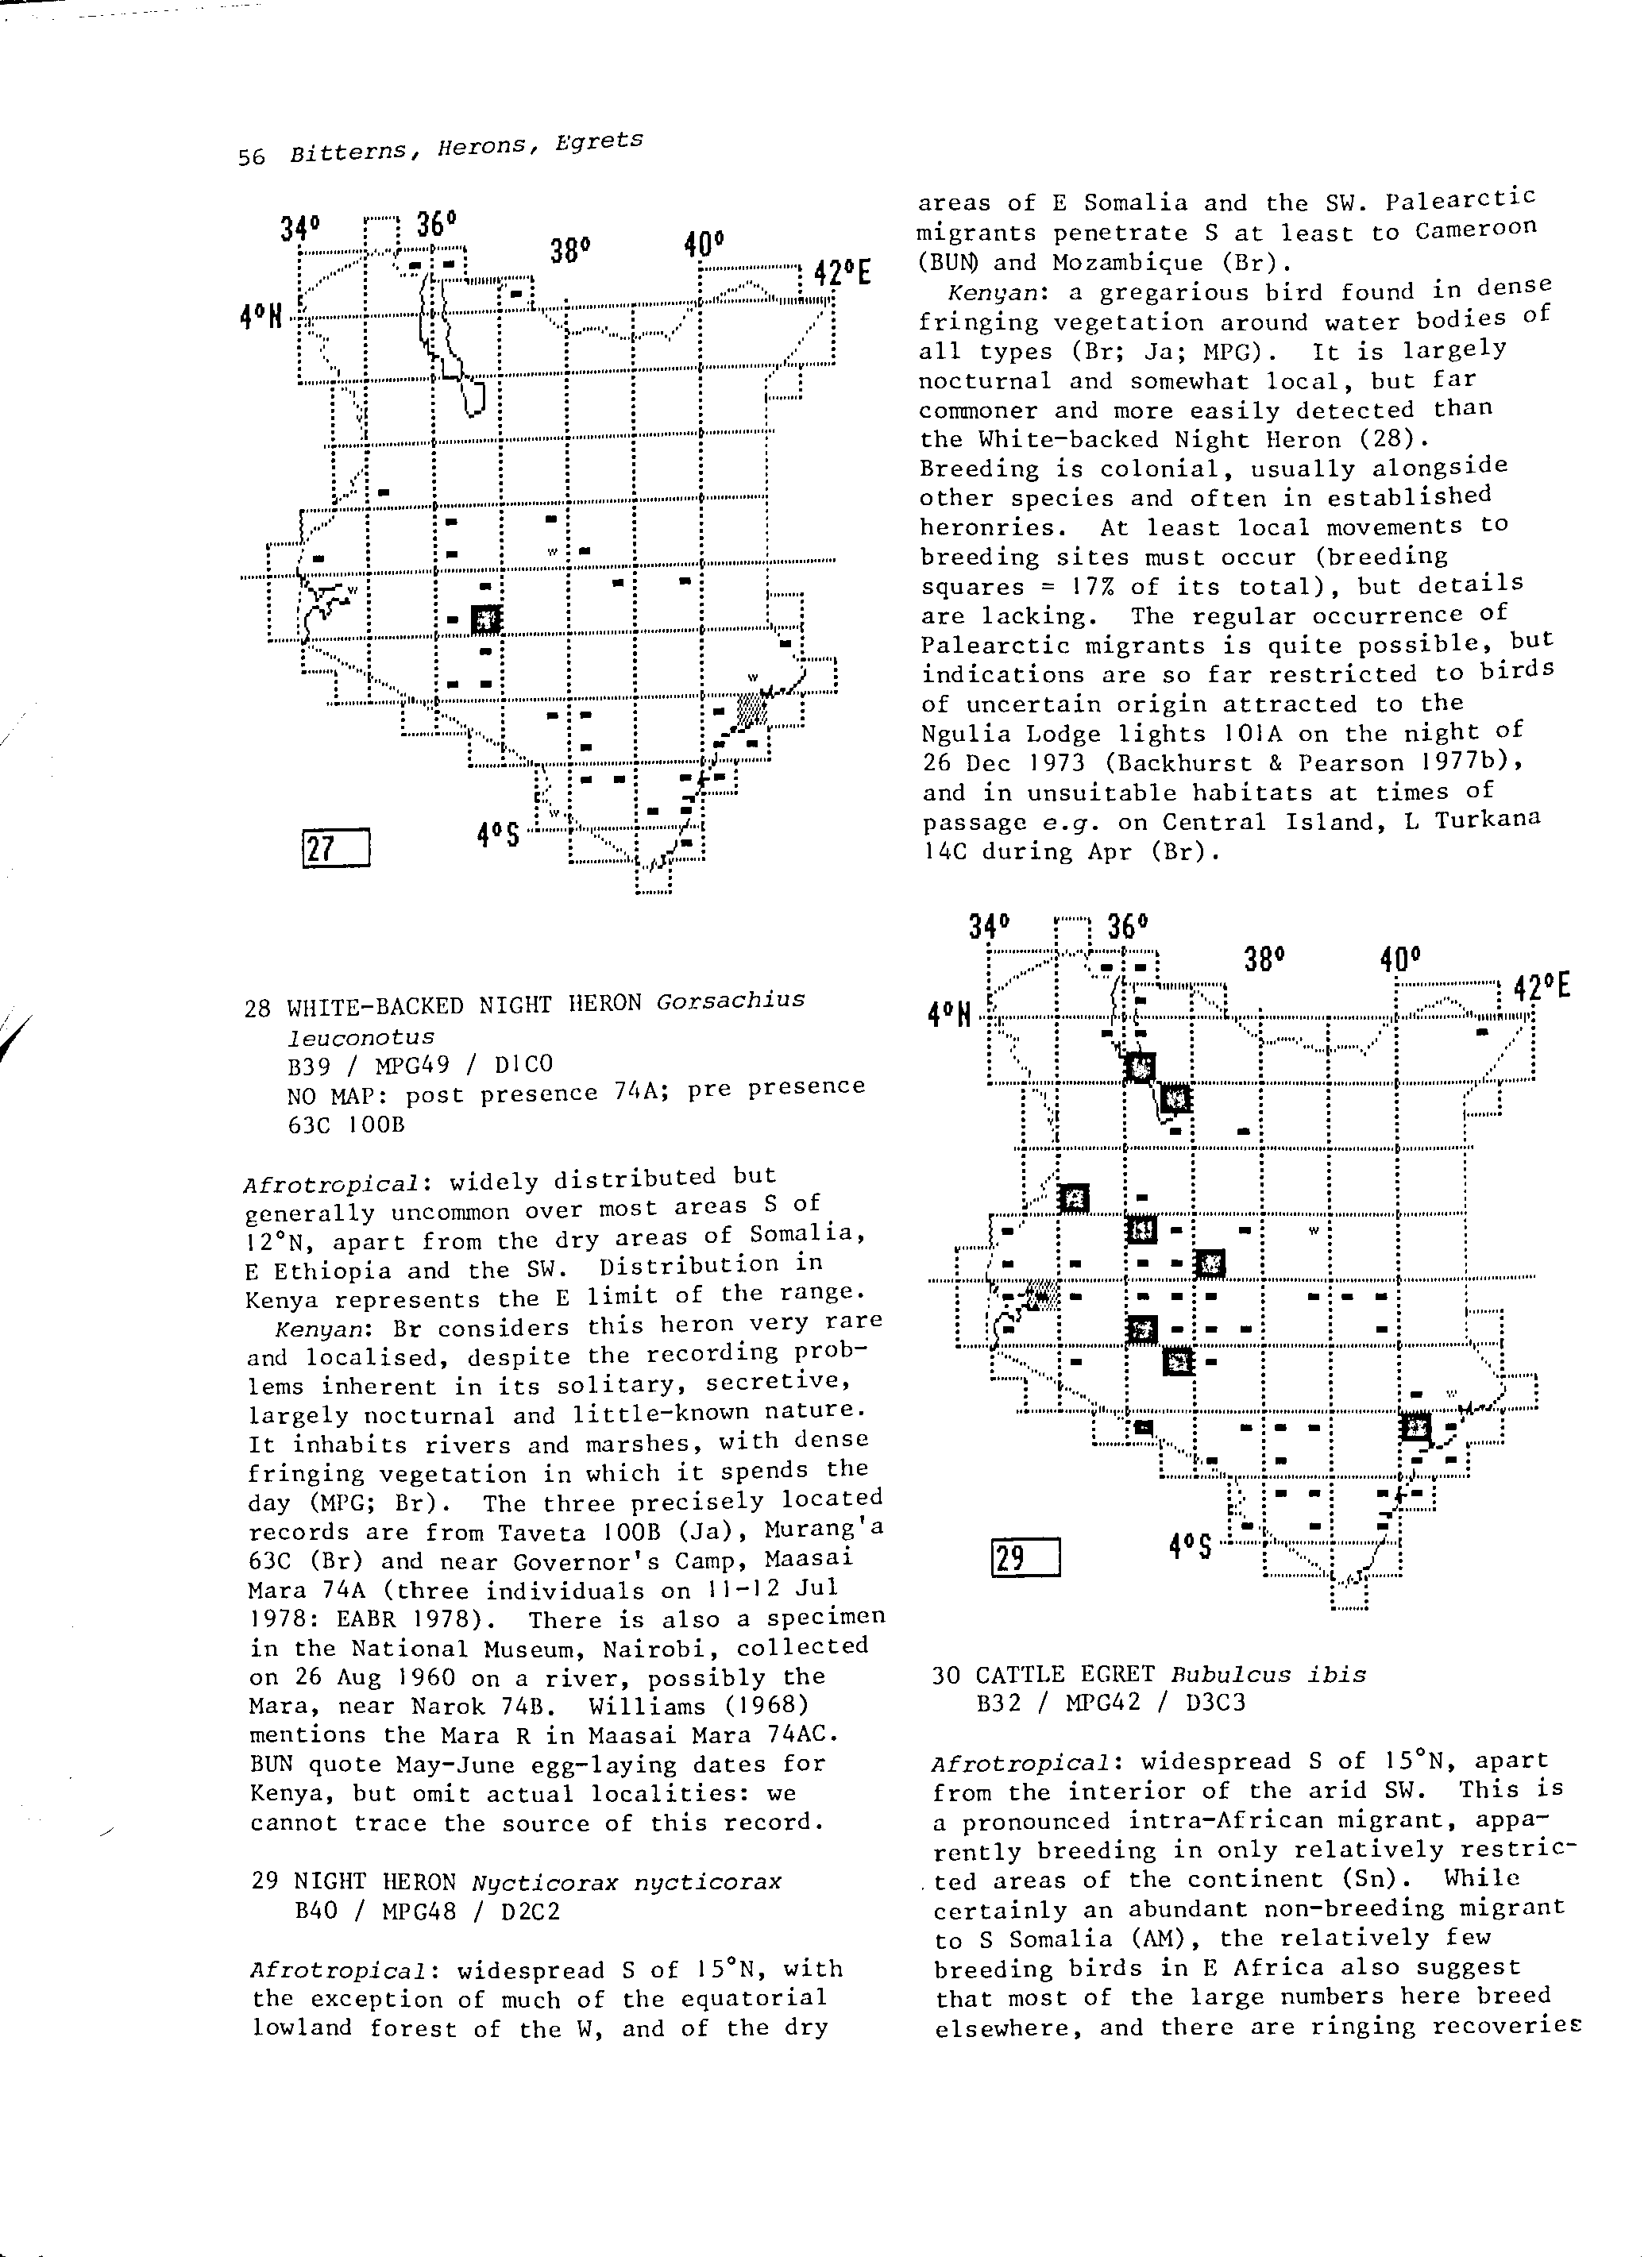 56 Bitterns, Herons, Egrets
34° 36°
38° 40°
42°E
4°N
w
w
w
w
w
4°S
27
28 WHITE-BACKED NIGHT HERON Gorsachius
leuconotus
B39 / MPG49 / D1C0
NO MAP: post presence 74A; pre presence
63C 100B
Afrotropical: widely distributed but
generally uncommon over most areas S of
12°N, apart from the dry areas of Somalia,
E Ethiopia and the SW. Distribution in
Kenya represents the E limit of the range.
Kenyan: Br considers this heron very rare
and localised, despite the recording prob-
lems inherent in its solitary, secretive,
largely nocturnal and little-known nature.
It inhabits rivers and marshes, with dense
fringing vegetation in which it spends the
day (MPG; Br). The three precisely located
records are from Taveta 100B (Ja), Murang'a
63C (Br) and near Governor's Camp, Maasai
Mara 74A (three individuals on 11-12 Jul
1978: EABR 1978). There is also a specimen
in the National Museum, Nairobi, collected
on 26 Aug 1960 on a river, possibly the
Mara, near Narok 74B. Williams (1968)
mentions the Mara R in Maasai Mara 74AC.
BUN quote May-June egg-laying dates for
Kenya, but omit actual localities: we
cannot trace the source of this record.
29 NIGHT HERON Nycticorax nycticorax
B40 / MPG48 / D2C2
Afrotropical: widespread S of 15°N, with
the exception of much of the equatorial
lowland forest of the W, and of the dry
areas of E Somalia and the SW. Palearctic
migrants penetrate S at least to Cameroon
(BUN) and Mozambique (Br).
Kenyan: a gregarious bird found in dense
fringing vegetation around water bodies of
all types (Br; Ja; MPG). It is largely
nocturnal and somewhat local, but far
commoner and more easily detected than
the White-backed Night Heron (28).
Breeding is colonial, usually alongside
other species and often in established
heronries. At least local movements to
breeding sites must occur (breeding
squares = 17% of its total), but details
are lacking. The regular occurrence of
Palearctic migrants is quite possible, but
indications are so far restricted to birds
of uncertain origin attracted to the
Ngulia Lodge lights 101A on the night of
26 Dec 1973 (Backhurst & Pearson 1977b),
and in unsuitable habitats at times of
passage e.g. on Central Island, L Turkana
14C during Apr (Br).
34° 36°
38° 40°
42°E
4°N
w
w
4°S
29
30 CATTLE EGRET Bubulcus ibis
B32 / MPG42 / D3C3
Afrotropical: widespread S of 15°N, apart
from the interior of the arid SW. This is
a pronounced intra-African migrant, appa-
rently breeding in only relatively restric-
ted areas of the continent (Sn). While
certainly an abundant non-breeding migrant
to S Somalia (AM), the relatively few
breeding birds in E Africa also suggest
that most of the large numbers here breed
elsewhere, and there are ringing recoveries